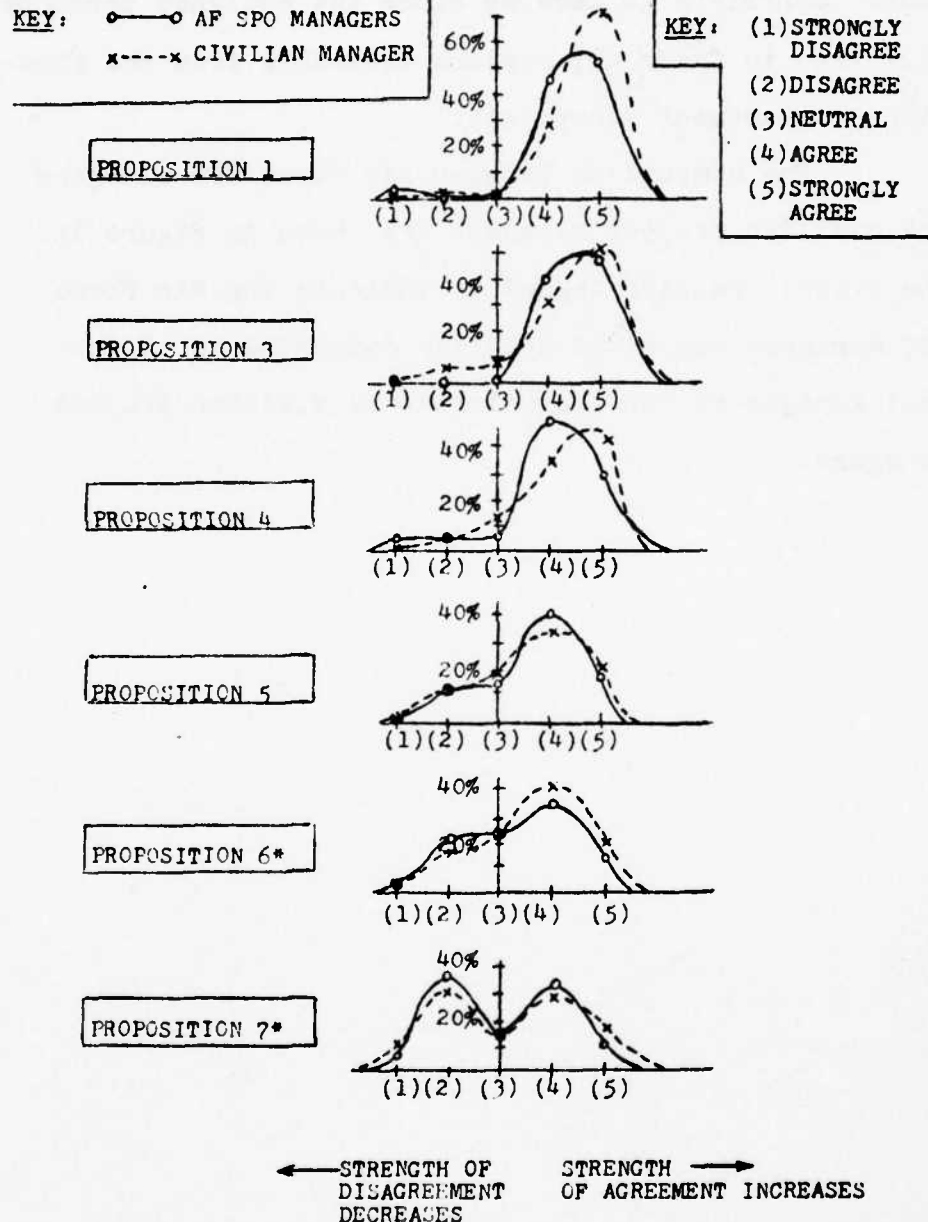 KEY: AF SPO MANAGERS
x----x CIVILIAN MANAGER
KEY: (1)STRONGLY
DISAGREE
(2)DISAGREE
(3)NEUTRAL
(4)AGREE
(5)STRONGLY
AGREE
60%
40%
20%
PROPOSITION 1
(1) (2) (3) (4) (5)
40%
20%
PROPOSITION 3
(1) (2) (3) (4) (5)
40%
20%
PROPOSITION 4
(1) (2) (3) (4)(5)
40%
20%
PROPOSITION 5
(1)(2) (3) (4)(5)
40%
20%
PROPOSITION 6*
(1)(2) (3)(4) (5)
40%
20%
PROPOSITION 7*
(1)(2) (3) (4) (5)
STRENGTH OF
DISAGREEMENT
DECREASES
STRENGTH
OF AGREEMENT INCREASES